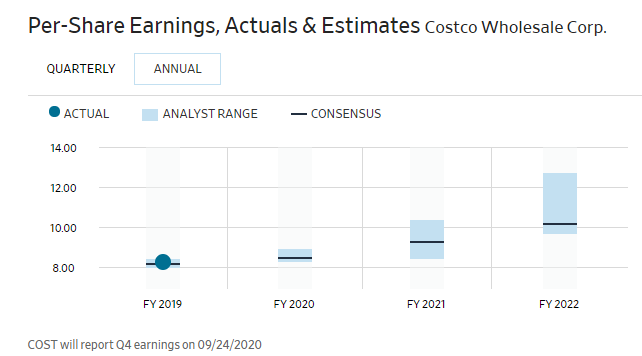 Per-Share Earnings, Actuals & Estimates Costco Wholesale Corp.
QUARTERLY ANNUAL
ACTUAL ANALYST RANGE CONSENSUS
14.00
12.00
10.00
8.00
FY 2019 FY 2020 FY 2021 FY 2022
COST will report Q4 earnings on 09/24/2020